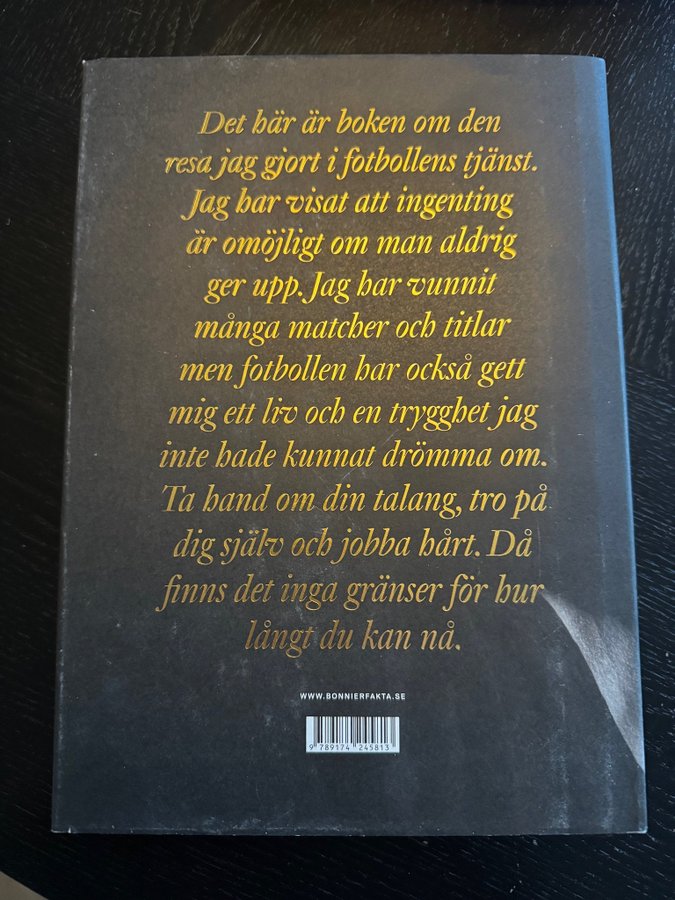 Det här är boken om den
resa jag gjort i fotbollens tjänst.
Jag har visat att ingenting
är omöjligt om man aldrig
ger upp. Jag har vunnit
många matcher och titlar
men fotbollen har också gett
mig ett liv och en trygghet jag
inte hade kunnat drömma om.
Ta hand om din talang, tro på
dig själv och jobba hårt. Då
finns det inga gränser för hur
långt du kan nå.
WWW.BONNIERFAKTA.SE
9 789174 245813